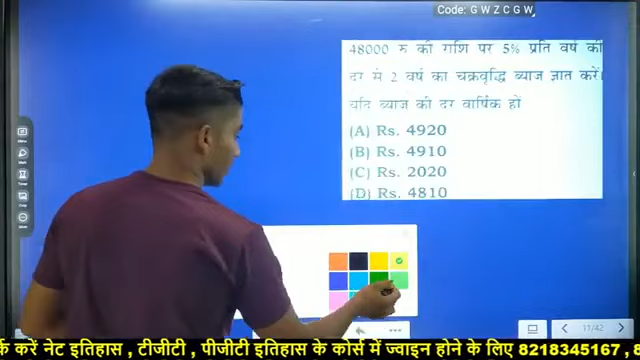 Code: G W Z C G W
48000 रु की राशि पर 5% प्रति वर्ष की
दर से 2 वर्ष का चक्रवृद्धि ब्याज ज्ञात करें।
यदि ब्याज की दर वार्षिक हो
(A) Rs. 4920
(B) Rs. 4910
(C) Rs. 2020
(D) Rs. 4810
11/42
र्क करें नेट इतिहास , टीजीटी , पीजीटी इतिहास के कोर्स में ज्वाइन होने के लिए 8218345167 ,